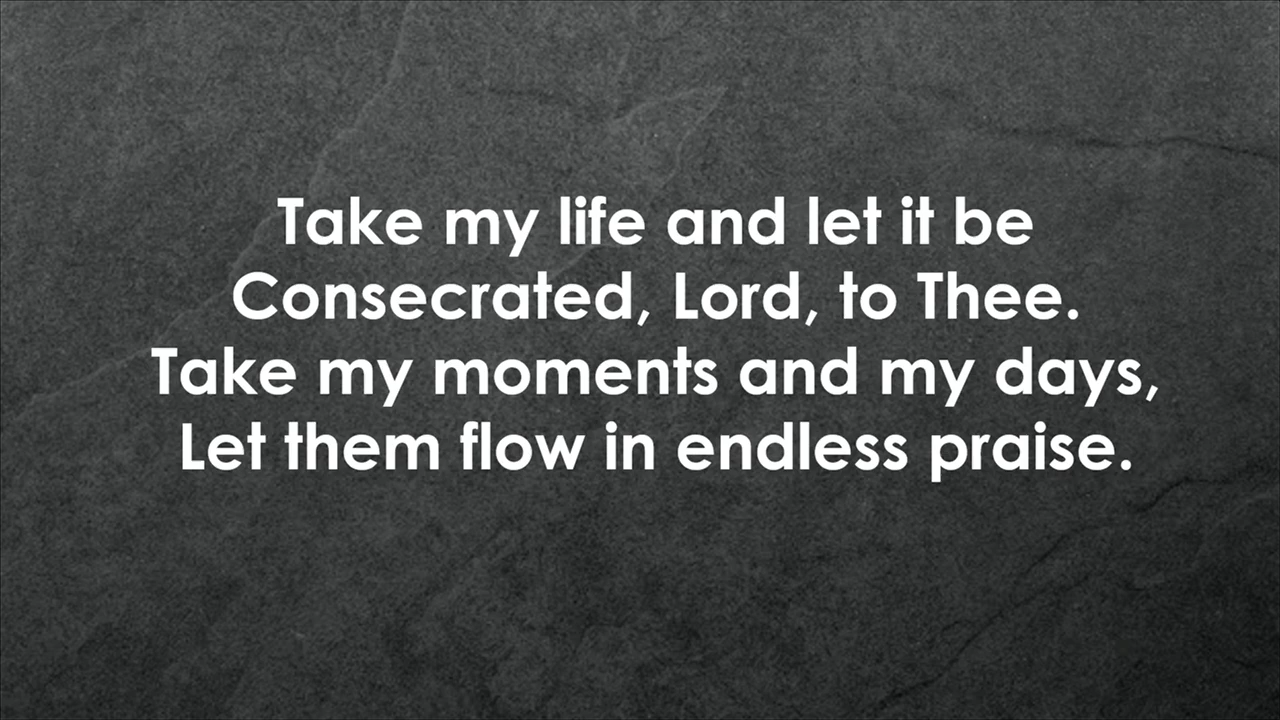 Take my life and let it be
Consecrated, Lord, to Thee.
Take my moments and my days,
Let them flow in endless praise.